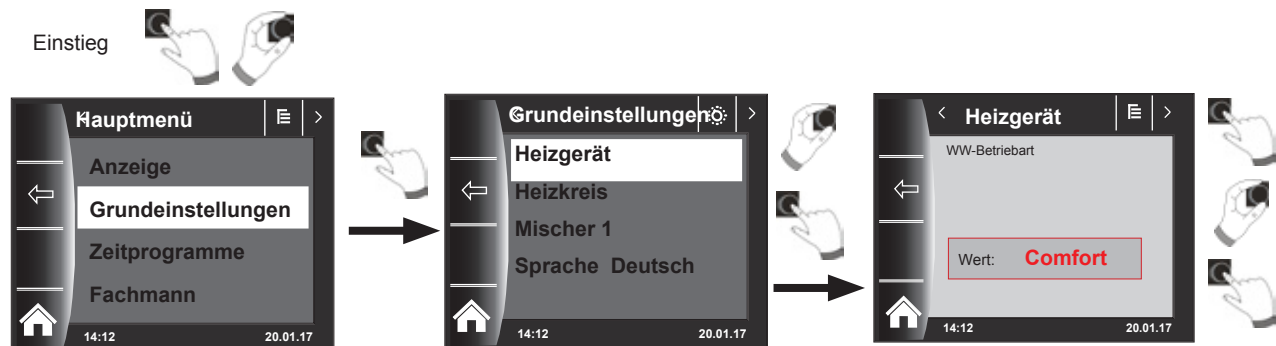 Einstieg
Hauptmenü
Anzeige
Grundeinstellungen
Zeitprogramme
Fachmann
14:12 20.01.17
Grundeinstellungen
Heizgerät
Heizkreis
Mischer 1
Sprache Deutsch
14:12 20.01.17
Heizgerät
WW-Betriebart
Wert: Comfort
14:12 20.01.17